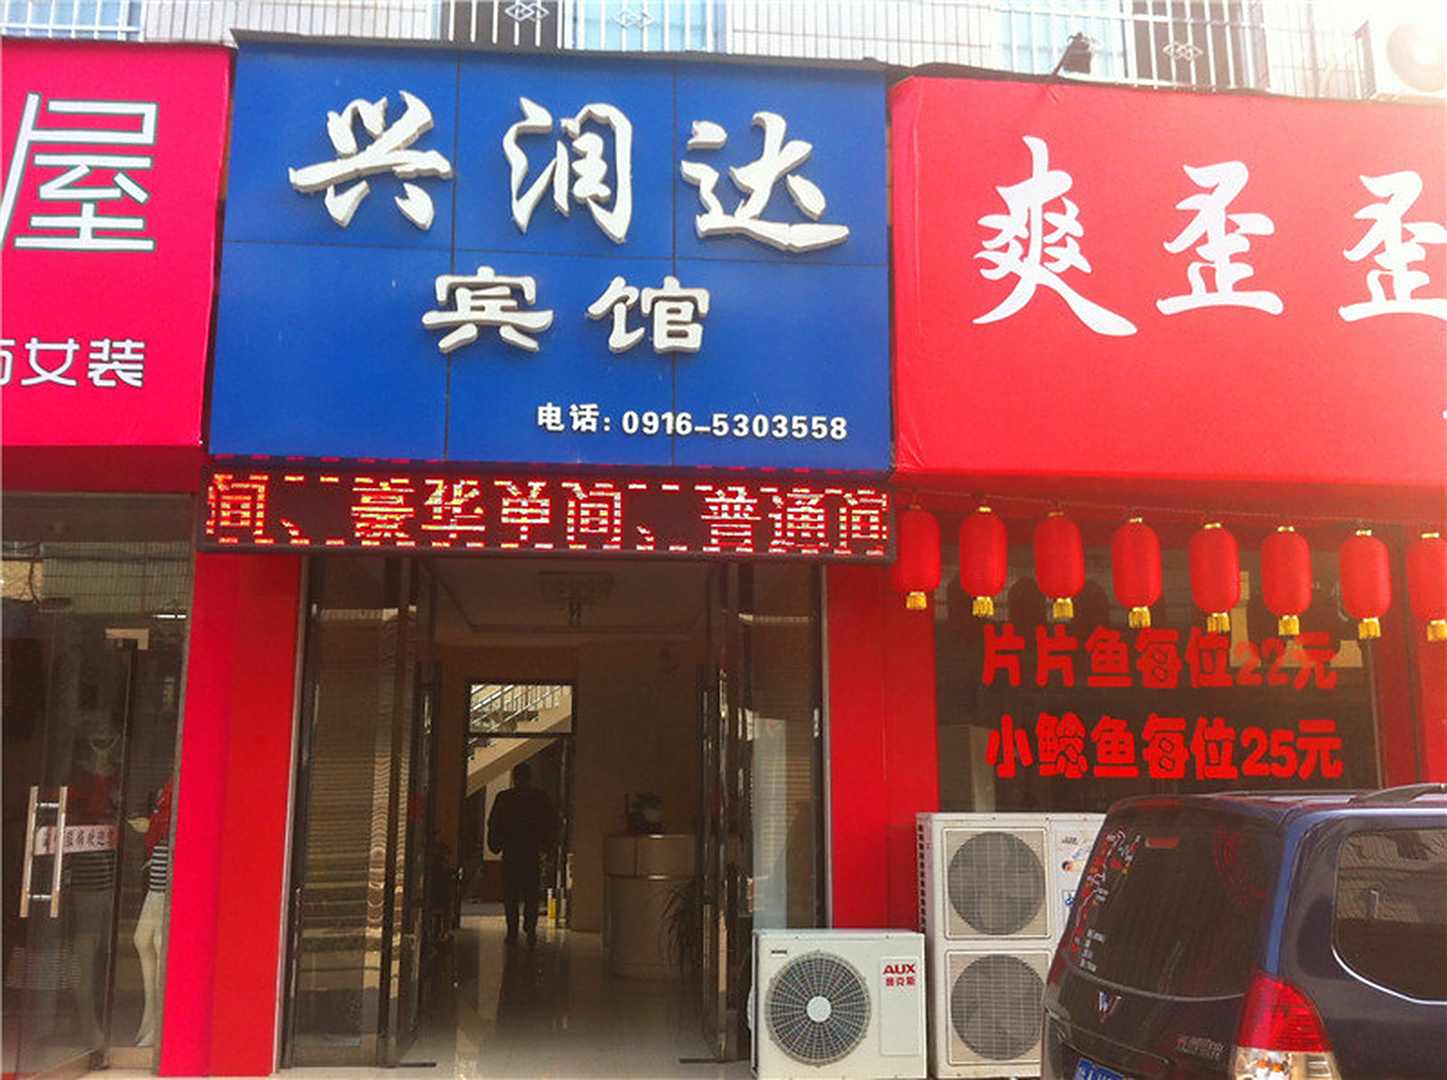 屋
女装
兴润达
宾馆
电话：0916-5303558
间、豪华单间、普通间
爽歪歪
片片鱼每位22元
小鲶鱼每位25元
AUX
奥克斯